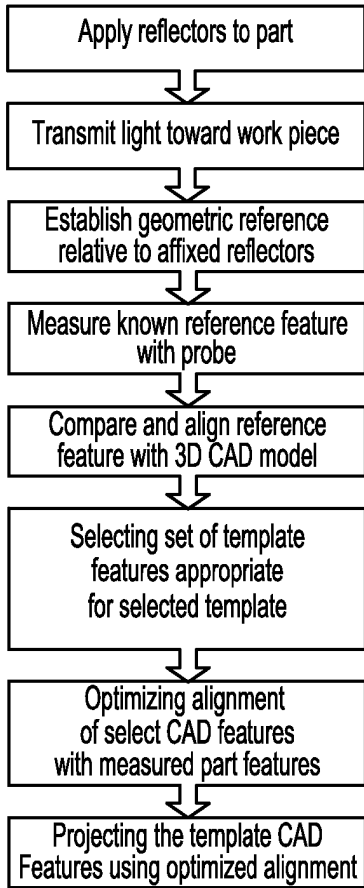 Apply reflectors to part
Transmit light toward work piece
Establish geometric reference
relative to affixed reflectors
Measure known reference feature
with probe
Compare and align reference
feature with 3D CAD model
Selecting set of template
features appropriate
for selected template
Optimizing alignment
of select CAD features
with measured part features
Projecting the template CAD
Features using optimized alignment